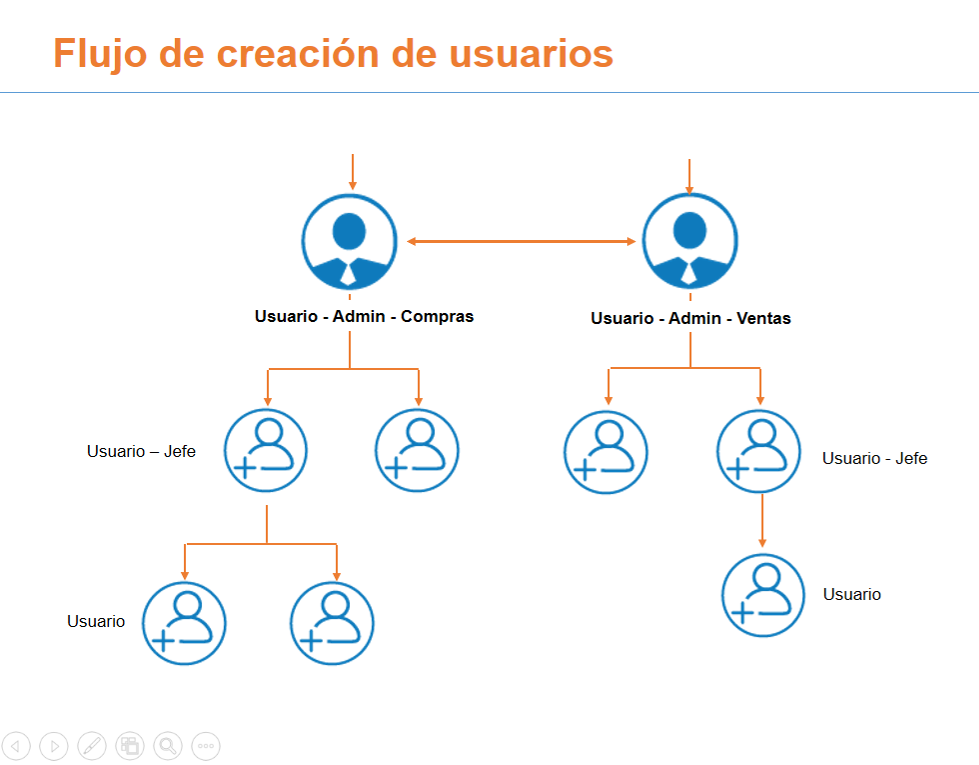 Flujo de creación de usuarios
Usuario - Admin - Compras
Usuario - Admin - Ventas
Usuario – Jefe
Usuario - Jefe
Usuario
Usuario